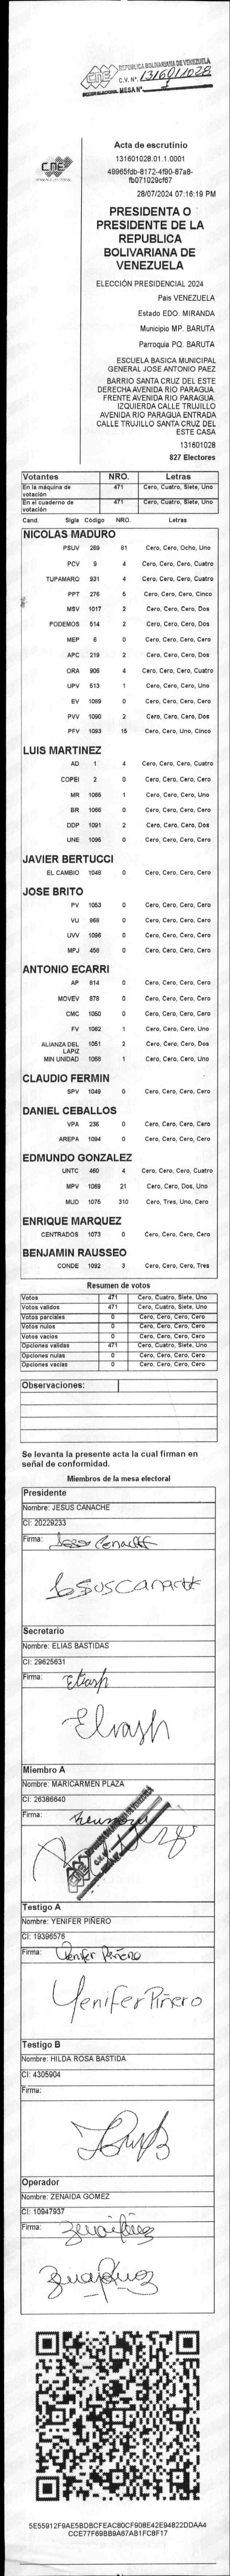 CNE
REPUBLICA BOLIVARIANA DE VENEZUELA
C.V. Nº. 131601028
MESA Nº 1
CNE
Acta de escrutinio
131601028.01.1.0001
49965fdb-8172-4f90-87a8-
fb071029cf67
28/07/2024 07:16:19 PM
PRESIDENTA O
PRESIDENTE DE LA
REPUBLICA
BOLIVARIANA DE
VENEZUELA
ELECCIÓN PRESIDENCIAL 2024
Pais VENEZUELA
Estado EDO. MIRANDA
Municipio MP. BARUTA
Parroquia PQ. BARUTA
ESCUELA BASICA MUNICIPAL
GENERAL JOSE ANTONIO PAEZ
BARRIO SANTA CRUZ DEL ESTE
DERECHA AVENIDA RIO PARAGUA.
FRENTE AVENIDA RIO PARAGUA.
IZQUIERDA CALLE TRUJILLO
AVENIDA RIO PARAGUA ENTRADA
CALLE TRUJILLO SANTA CRUZ DEL
ESTE CASA
131601028
827 Electores
Votantes NRO. Letras
En la máquina de votación 471 Cero, Cuatro, Siete, Uno
En el cuaderno de votación 471 Cero, Cuatro, Siete, Uno
Cand. Sigla Código NRO. Letras
NICOLAS MADURO
PSUV 269 81 Cero, Cero, Ocho, Uno
PCV 9 4 Cero, Cero, Cero, Cuatro
TUPAMARO 931 4 Cero, Cero, Cero, Cuatro
PPT 276 5 Cero, Cero, Cero, Cinco
MSV 1017 2 Cero, Cero, Cero, Dos
PODEMOS 514 2 Cero, Cero, Cero, Dos
MEP 6 0 Cero, Cero, Cero, Cero
APC 219 2 Cero, Cero, Cero, Dos
ORA 906 4 Cero, Cero, Cero, Cuatro
UPV 513 1 Cero, Cero, Cero, Uno
EV 1089 0 Cero, Cero, Cero, Cero
PVV 1090 2 Cero, Cero, Cero, Dos
PFV 1093 15 Cero, Cero, Uno, Cinco
LUIS MARTINEZ
AD 1 4 Cero, Cero, Cero, Cuatro
COPEI 2 0 Cero, Cero, Cero, Cero
MR 1065 1 Cero, Cero, Cero, Uno
BR 1066 0 Cero, Cero, Cero, Cero
DDP 1091 2 Cero, Cero, Cero, Dos
UNE 1095 0 Cero, Cero, Cero, Cero
JAVIER BERTUCCI
EL CAMBIO 1048 0 Cero, Cero, Cero, Cero
JOSE BRITO
PV 1053 0 Cero, Cero, Cero, Cero
VU 868 0 Cero, Cero, Cero, Cero
UVV 1096 0 Cero, Cero, Cero, Cero
MPJ 458 0 Cero, Cero, Cero, Cero
ANTONIO ECARRI
AP 814 0 Cero, Cero, Cero, Cero
MOVEV 878 0 Cero, Cero, Cero, Cero
CMC 1050 0 Cero, Cero, Cero, Cero
FV 1062 1 Cero, Cero, Cero, Uno
ALIANZA DEL LAPIZ 1051 2 Cero, Cero, Cero, Dos
MIN UNIDAD 1068 1 Cero, Cero, Cero, Uno
CLAUDIO FERMIN
SPV 1049 0 Cero, Cero, Cero, Cero
DANIEL CEBALLOS
VPA 236 0 Cero, Cero, Cero, Cero
AREPA 1094 0 Cero, Cero, Cero, Cero
EDMUNDO GONZALEZ
UNTC 460 4 Cero, Cero, Cero, Cuatro
MPV 1069 21 Cero, Cero, Dos, Uno
MUD 1075 310 Cero, Tres, Uno, Cero
ENRIQUE MARQUEZ
CENTRADOS 1073 0 Cero, Cero, Cero, Cero
BENJAMIN RAUSSEO
CONDE 1092 3 Cero, Cero, Cero, Tres
Resumen de votos
Votos 471 Cero, Cuatro, Siete, Uno
Votos validos 471 Cero, Cuatro, Siete, Uno
Votos parciales 0 Cero, Cero, Cero, Cero
Votos nulos 0 Cero, Cero, Cero, Cero
Votos vacios 0 Cero, Cero, Cero, Cero
Opciones validas 471 Cero, Cuatro, Siete, Uno
Opciones nulas 0 Cero, Cero, Cero, Cero
Opciones vacias 0 Cero, Cero, Cero, Cero
Observaciones:
Se levanta la presente acta la cual firman en
señal de conformidad.
Miembros de la mesa electoral
Presidente
Nombre: JESUS CANACHE
CI: 20229233
Firma:
Jesus Canache
Secretario
Nombre: ELIAS BASTIDAS
CI: 29625631
Firma:
Miembro A
Nombre: MARICARMEN PLAZA
CI: 26386640
Firma:
Testigo A
Nombre: YENIFER PIÑERO
CI: 19396576
Firma: Yenifer Piñero
Yenifer Piñero
Testigo B
Nombre: HILDA ROSA BASTIDA
CI: 4305904
Firma:
Operador
Nombre: ZENAIDA GOMEZ
CI: 10947937
Firma:
5E55912F9AE5BDBCFEAC80CF908E42E94822DDAA4
CCE77F69BB9A67AB1FC8F17